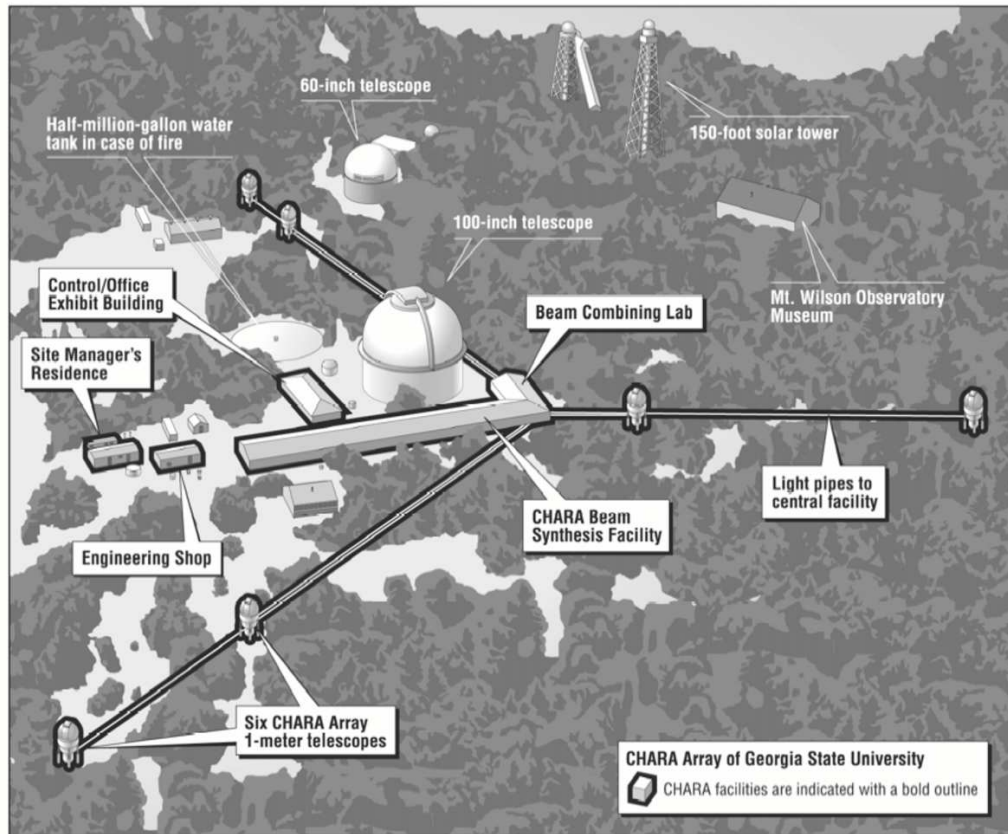 60-inch telescope
Half-million-gallon water
tank in case of fire
150-foot solar tower
100-inch telescope
Control/Office
Exhibit Building
Beam Combining Lab
Mt. Wilson Observatory
Museum
Site Manager's
Residence
Light pipes to
central facility
CHARA Beam
Synthesis Facility
Engineering Shop
Six CHARA Array
1-meter telescopes
CHARA Array of Georgia State University
CHARA facilities are indicated with a bold outline